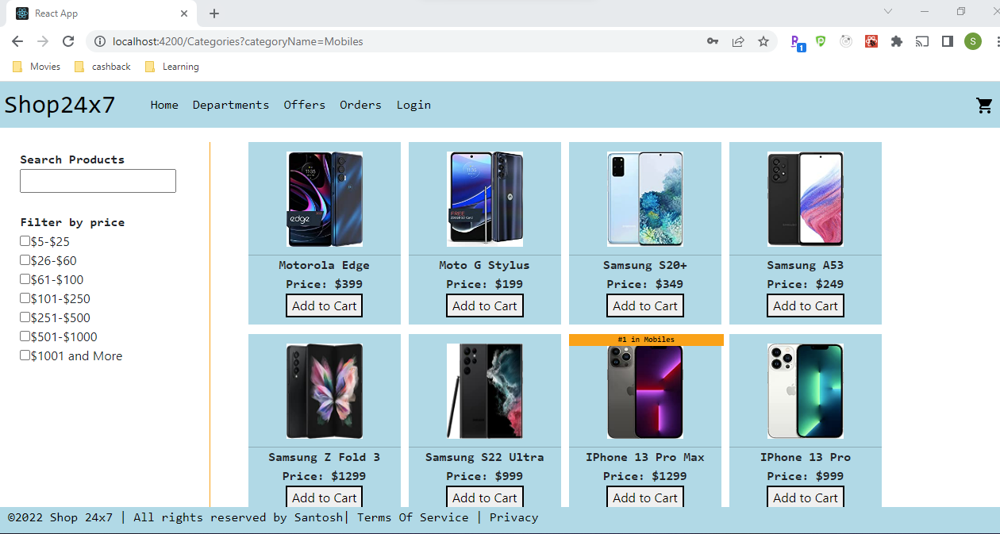 React App
localhost:4200/Categories?categoryName=Mobiles
1
S
Movies cashback Learning
Shop24x7 Home Departments Offers Orders Login
Search Products
Filter by price
$5-$25
$26-$60
$61-$100
$101-$250
$251-$500
$501-$1000
$1001 and More
edge
FREE
Motorola Edge Moto G Stylus Samsung S20+ Samsung A53
Price: $399 Price: $199 Price: $349 Price: $249
Add to Cart Add to Cart Add to Cart Add to Cart
#1 in Mobiles
Samsung Z Fold 3 Samsung S22 Ultra IPhone 13 Pro Max IPhone 13 Pro
Price: $1299 Price: $999 Price: $1299 Price: $999
Add to Cart Add to Cart Add to Cart Add to Cart
©2022 Shop 24x7 | All rights reserved by Santosh| Terms Of Service | Privacy